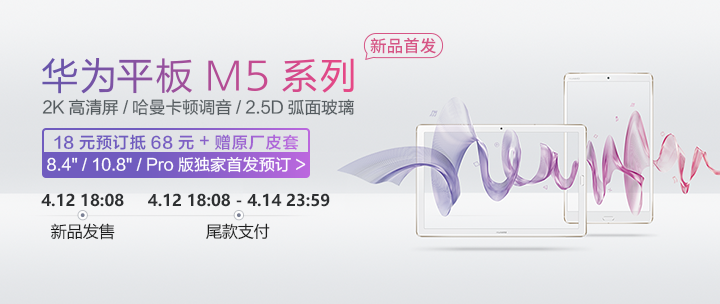 新品首发
华为平板 M5 系列
2K 高清屏 / 哈曼卡顿调音 / 2.5D 弧面玻璃
18 元预订抵 68 元 + 赠原厂皮套
8.4" / 10.8" / Pro 版独家首发预订 >
4.12 18:08 4.12 18:08 - 4.14 23:59
新品发售 尾款支付